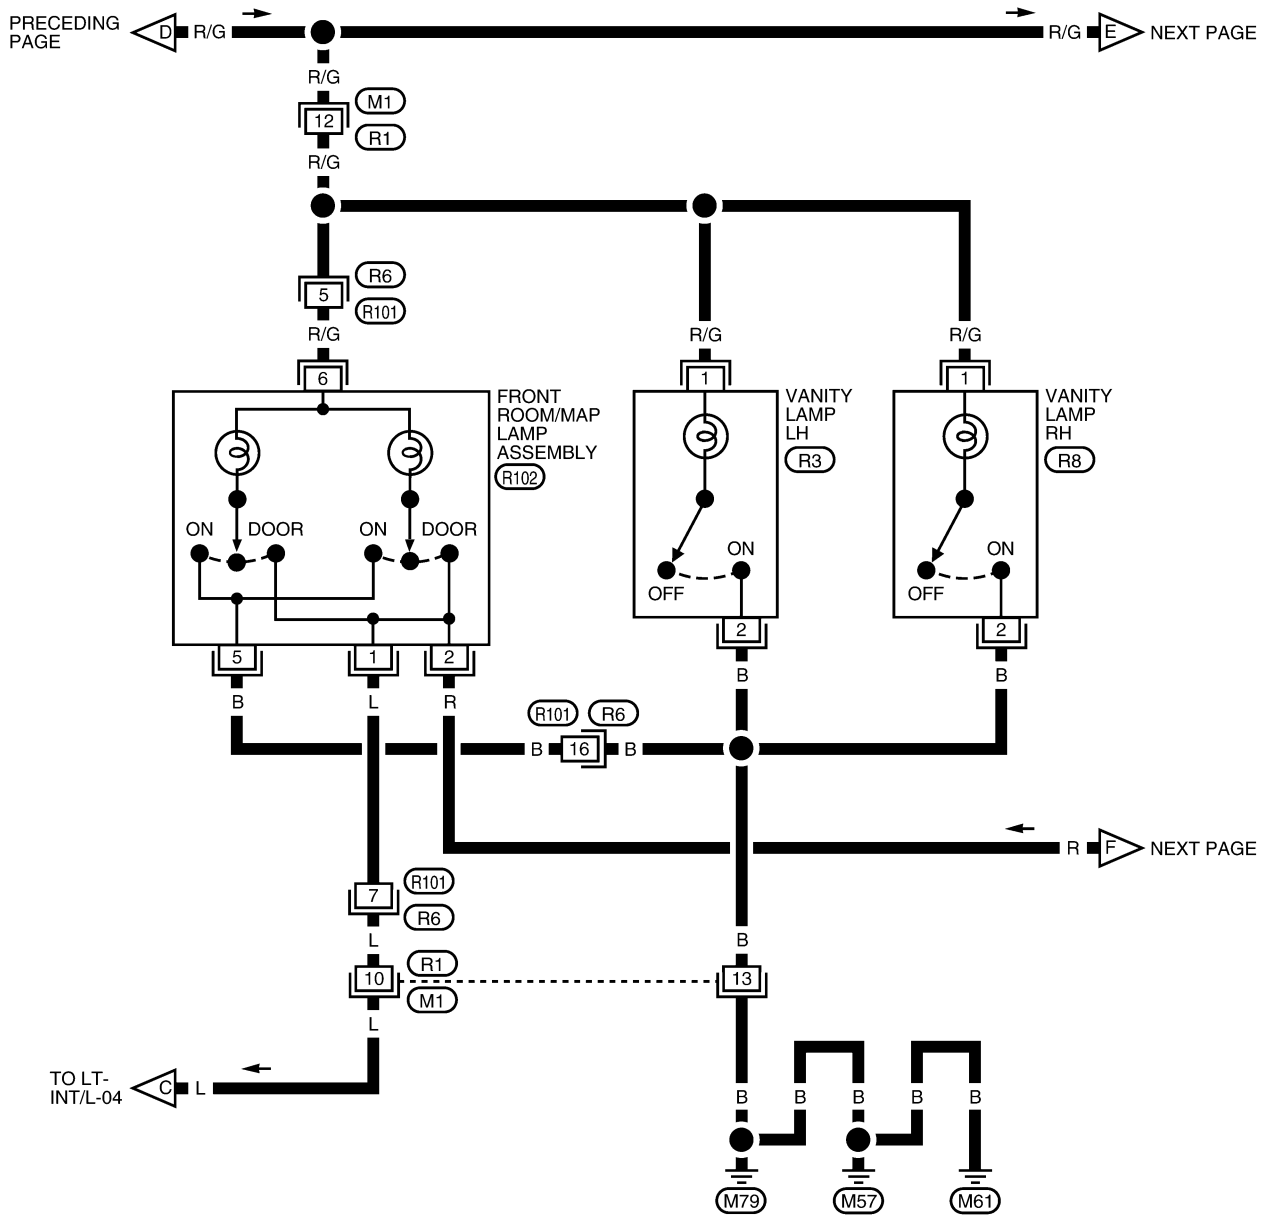 PRECEDING
PAGE
D
R/G
R/G
E
NEXT PAGE
R/G
M1
12
R1
R/G
R6
5
R101
R/G
R/G
R/G
6
1
1
FRONT
ROOM/MAP
LAMP
ASSEMBLY
R102
VANITY
LAMP
LH
R3
VANITY
LAMP
RH
R8
ON
DOOR
ON
DOOR
ON
OFF
ON
OFF
5
1
2
2
2
B
L
R
B
B
R101
R6
B
16
B
R
F
NEXT PAGE
7
R101
R6
L
B
R1
10
13
M1
L
TO LT-
INT/L-04
C
L
B
B
B
B
B
M79
M57
M61